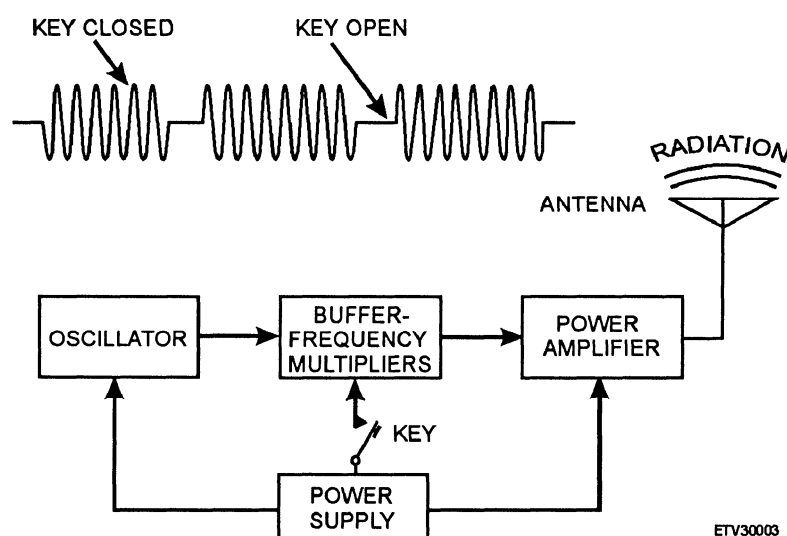 KEY CLOSED
KEY OPEN
RADIATION
ANTENNA
OSCILLATOR
BUFFER-
FREQUENCY
MULTIPLIERS
POWER
AMPLIFIER
KEY
POWER
SUPPLY
ETV30003